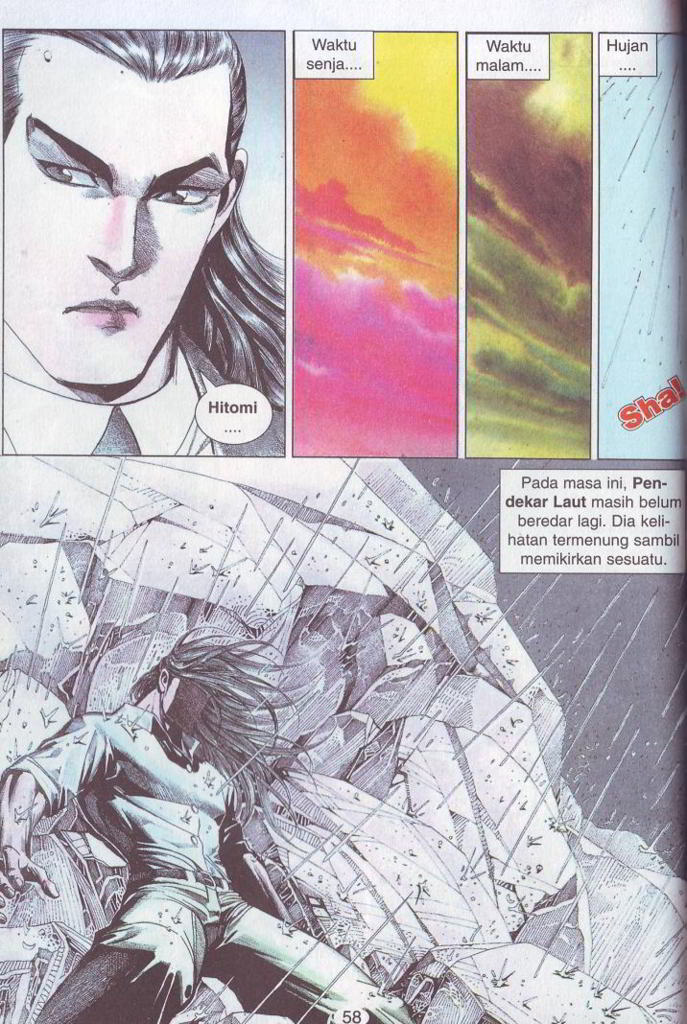 Waktu
senja....
Waktu
malam....
Hujan
....
Hitomi
....
Sha!
Pada masa ini, Pen-
dekar Laut masih belum
beredar lagi. Dia keli-
hatan termenung sambil
memikirkan sesuatu.
58